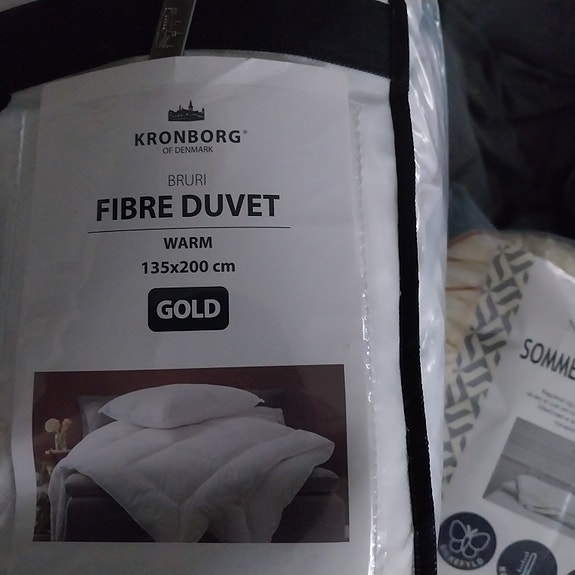 KRONBORG®
OF DENMARK
BRURI
FIBRE DUVET
WARM
135x200 cm
GOLD
SOMME